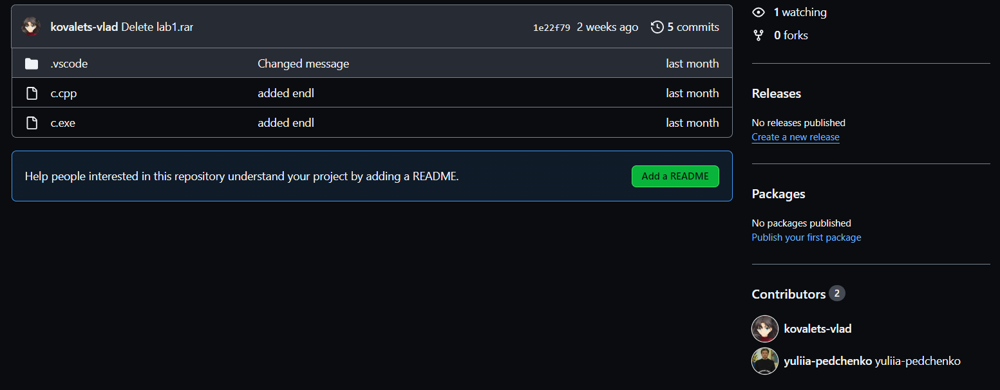 kovalets-vlad Delete lab1.rar 1e22f79 2 weeks ago 5 commits
.vscode Changed message last month
c.cpp added endl last month
c.exe added endl last month
Help people interested in this repository understand your project by adding a README. Add a README
1 watching
0 forks
Releases
No releases published
Create a new release
Packages
No packages published
Publish your first package
Contributors 2
kovalets-vlad
yuliia-pedchenko yuliia-pedchenko